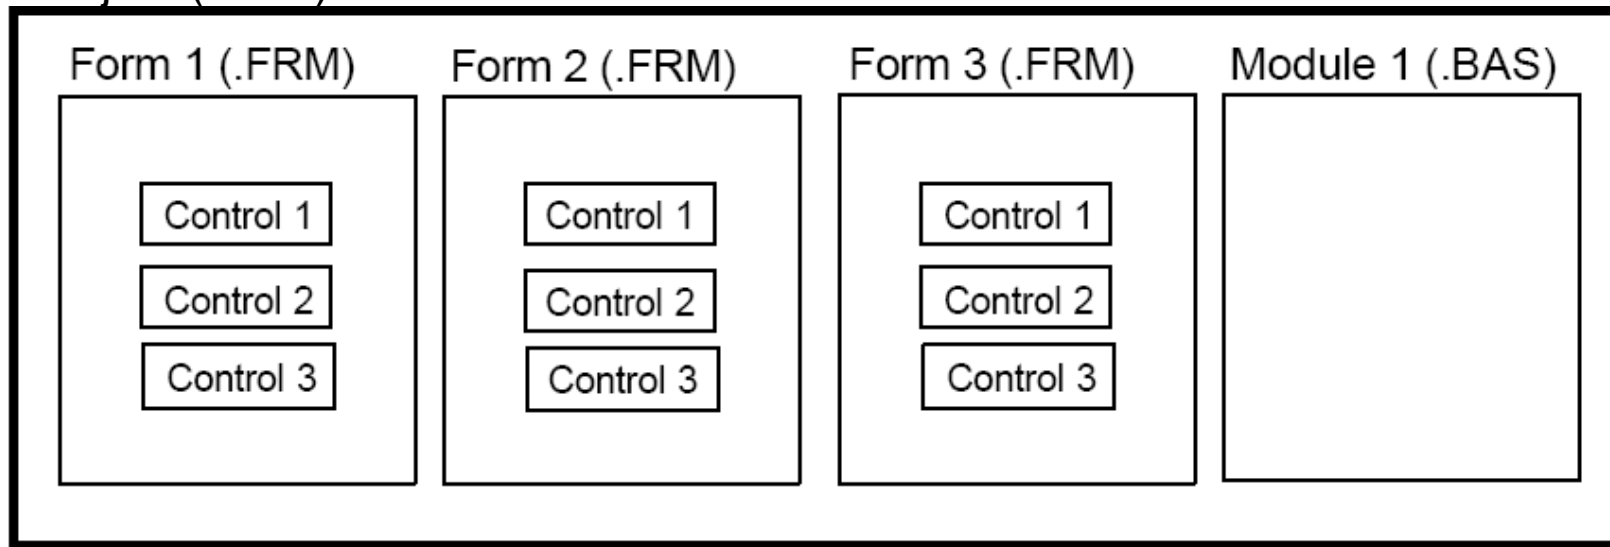 Form 1 (.FRM)
Form 2 (.FRM)
Form 3 (.FRM)
Module 1 (.BAS)
Control 1
Control 2
Control 3
Control 1
Control 2
Control 3
Control 1
Control 2
Control 3